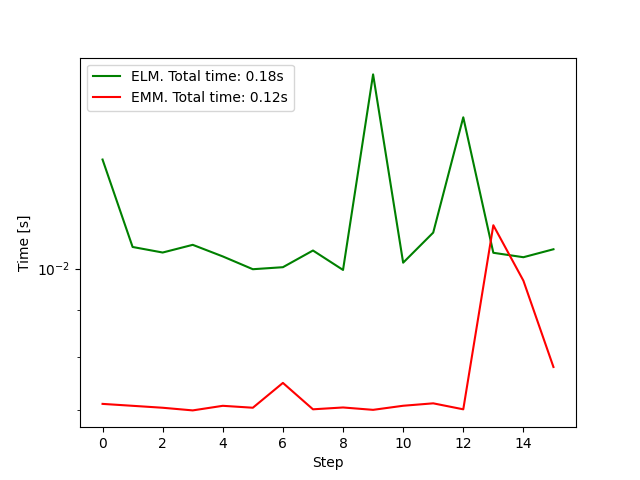 ELM. Total time: 0.18s
EMM. Total time: 0.12s
Time [s]
10⁻²
0 2 4 6 8 10 12 14
Step